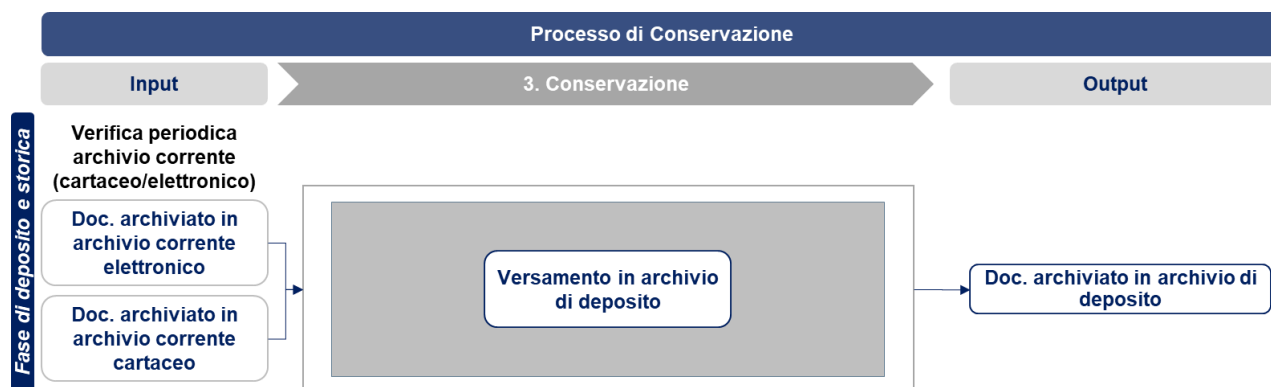 Processo di Conservazione
Input
3. Conservazione
Output
Fase di deposito e storica
Verifica periodica
archivio corrente
(cartaceo/elettronico)
Doc. archiviato in
archivio corrente
elettronico
Doc. archiviato in
archivio corrente
cartaceo
Versamento in archivio
di deposito
Doc. archiviato in archivio di
deposito